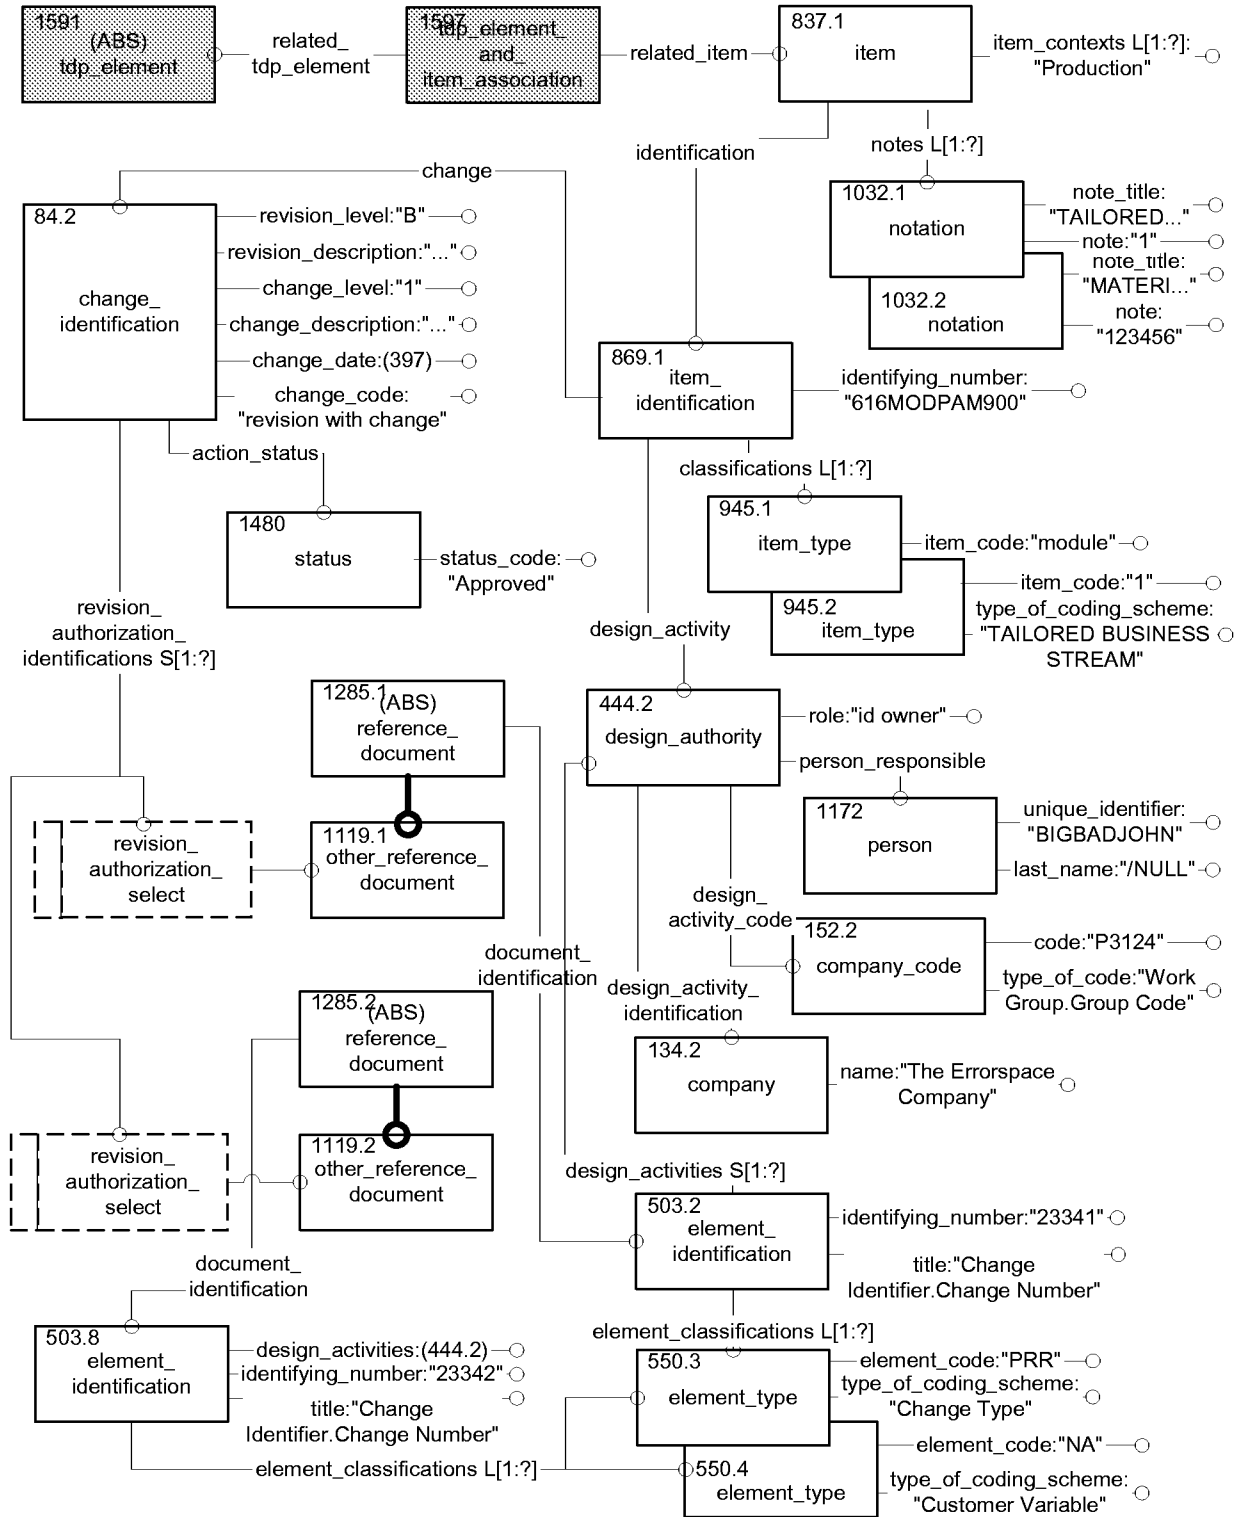 1591
(ABS)
tdp_element
related_
tdp_element
1597
tdp_element_
and_
item_association
related_item
837.1
item
item_contexts L[1:?]:
"Production"
identification
notes L[1:?]
change
84.2
change_
identification
revision_level:"B"
revision_description:"..."
change_level:"1"
change_description:"..."
change_date:(397)
change_code:
"revision with change"
1032.1
notation
note_title:
"TAILORED..."
note:"1"
note_title:
"MATERI..."
1032.2
notation
note:
"123456"
869.1
item_
identification
identifying_number:
"616MODPAM900"
action_status
classifications L[1:?]
1480
status
status_code:
"Approved"
945.1
item_type
item_code:"module"
945.2
item_type
item_code:"1"
type_of_coding_scheme:
"TAILORED BUSINESS
STREAM"
revision_
authorization_
identifications S[1:?]
design_activity
1285.1
(ABS)
reference_
document
444.2
design_authority
role:"id owner"
person_responsible
1172
person
unique_identifier:
"BIGBADJOHN"
last_name:"/NULL"
revision_
authorization_
select
1119.1
other_reference_
document
design_
activity_code
152.2
company_code
code:"P3124"
type_of_code:"Work
Group.Group Code"
document_
identification
design_activity_
identification
1285.2
(ABS)
reference_
document
134.2
company
name:"The Errorspace
Company"
revision_
authorization_
select
1119.2
other_reference_
document
design_activities S[1:?]
503.2
element_
identification
identifying_number:"23341"
title:"Change
Identifier.Change Number"
document_
identification
element_classifications L[1:?]
503.8
element_
identification
design_activities:(444.2)
identifying_number:"23342"
title:"Change
Identifier.Change Number"
550.3
element_type
element_code:"PRR"
type_of_coding_scheme:
"Change Type"
element_classifications L[1:?]
550.4
element_type
element_code:"NA"
type_of_coding_scheme:
"Customer Variable"